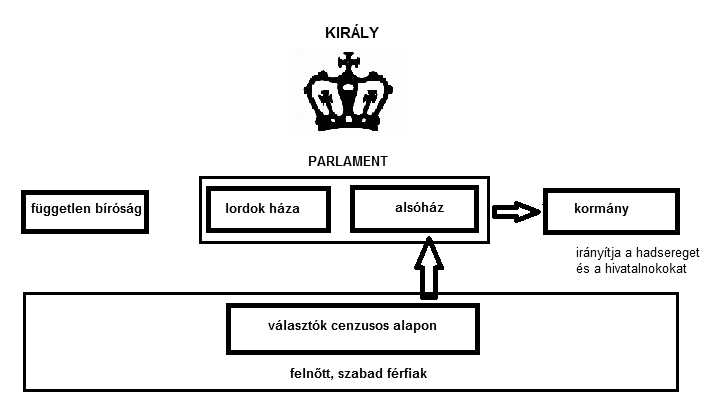 KIRÁLY
PARLAMENT
független bíróság
lordok háza
alsóház
kormány
irányítja a hadsereget
és a hivatalnokokat
választók cenzusos alapon
felnőtt, szabad férfiak